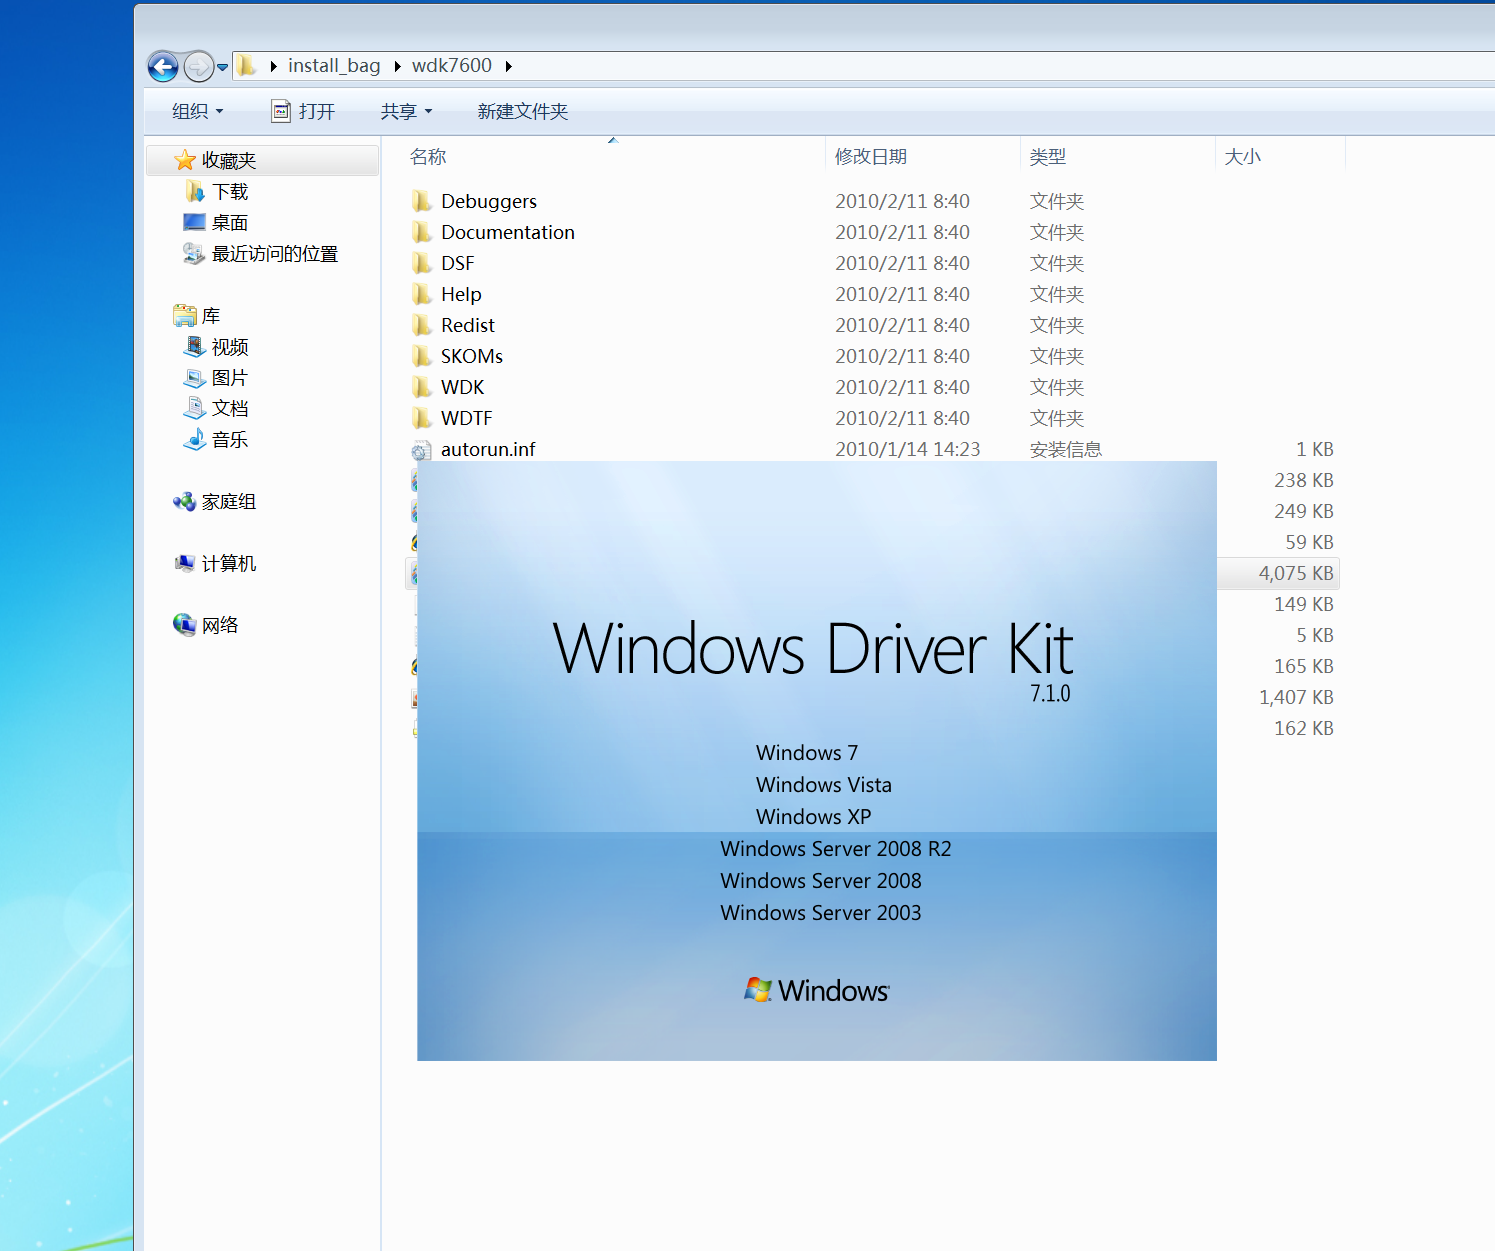 install_bag wdk7600
组织 打开 共享 新建文件夹
名称 修改日期 类型 大小
收藏夹
下载
桌面
最近访问的位置
库
视频
图片
文档
音乐
家庭组
计算机
网络
Debuggers 2010/2/11 8:40 文件夹
Documentation 2010/2/11 8:40 文件夹
DSF 2010/2/11 8:40 文件夹
Help 2010/2/11 8:40 文件夹
Redist 2010/2/11 8:40 文件夹
SKOMs 2010/2/11 8:40 文件夹
WDK 2010/2/11 8:40 文件夹
WDTF 2010/2/11 8:40 文件夹
autorun.inf 2010/1/14 14:23 安装信息 1 KB
238 KB
249 KB
59 KB
4,075 KB
149 KB
5 KB
165 KB
1,407 KB
162 KB
Windows Driver Kit
7.1.0
Windows 7
Windows Vista
Windows XP
Windows Server 2008 R2
Windows Server 2008
Windows Server 2003
Windows